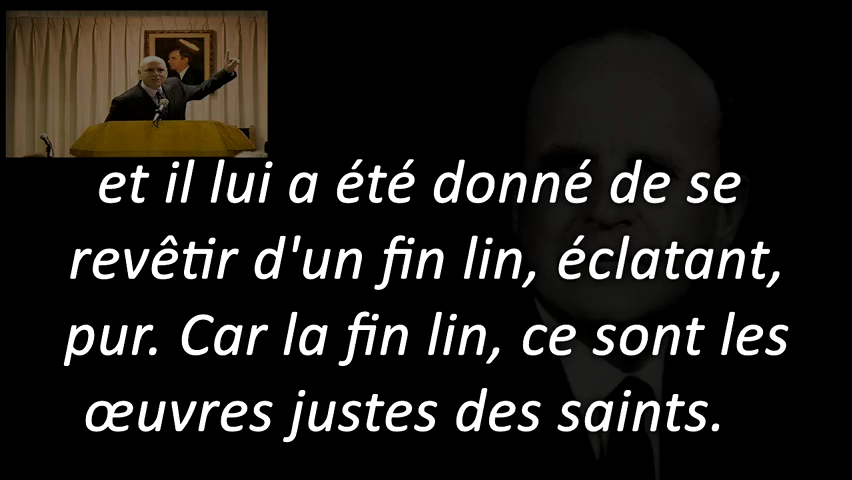 et il lui a été donné de se
revêtir d'un fin lin, éclatant,
pur. Car la fin lin, ce sont les
œuvres justes des saints.